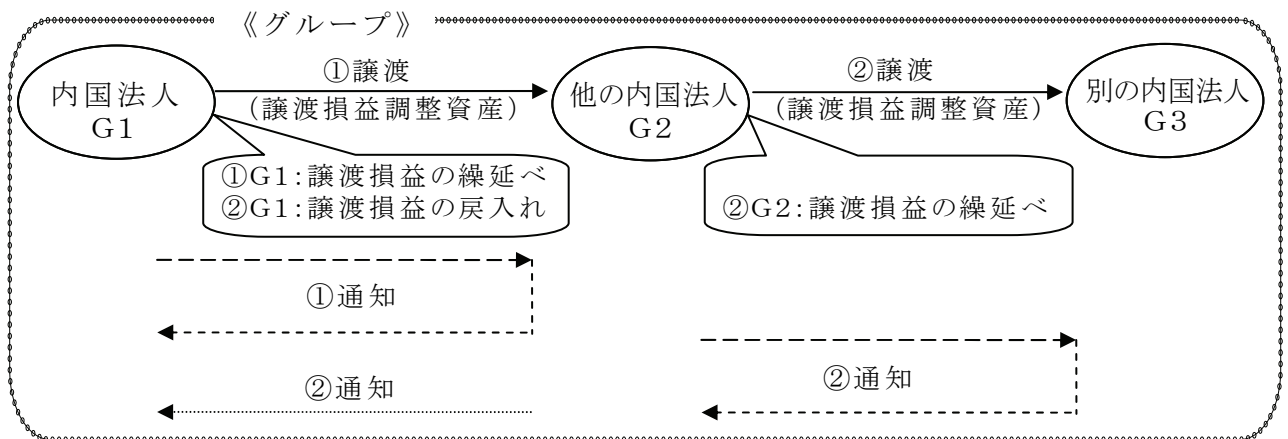 《グループ》
内国法人
G1
①譲渡
(譲渡損益調整資産)
他の内国法人
G2
②譲渡
(譲渡損益調整資産)
別の内国法人
G3
①G1:譲渡損益の繰延べ
②G1:譲渡損益の戻入れ
②G2:譲渡損益の繰延べ
①通知
②通知
②通知